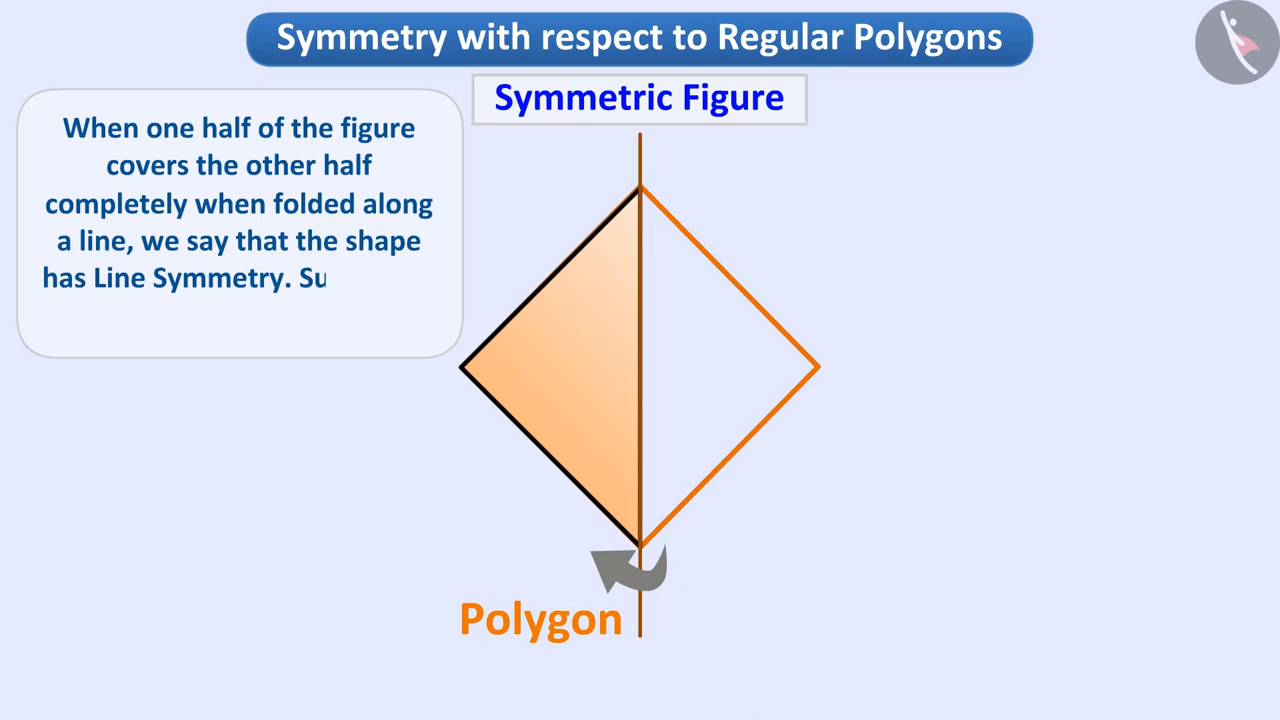 Symmetry with respect to Regular Polygons
Symmetric Figure
When one half of the figure
covers the other half
completely when folded along
a line, we say that the shape
has Line Symmetry. Su
Polygon